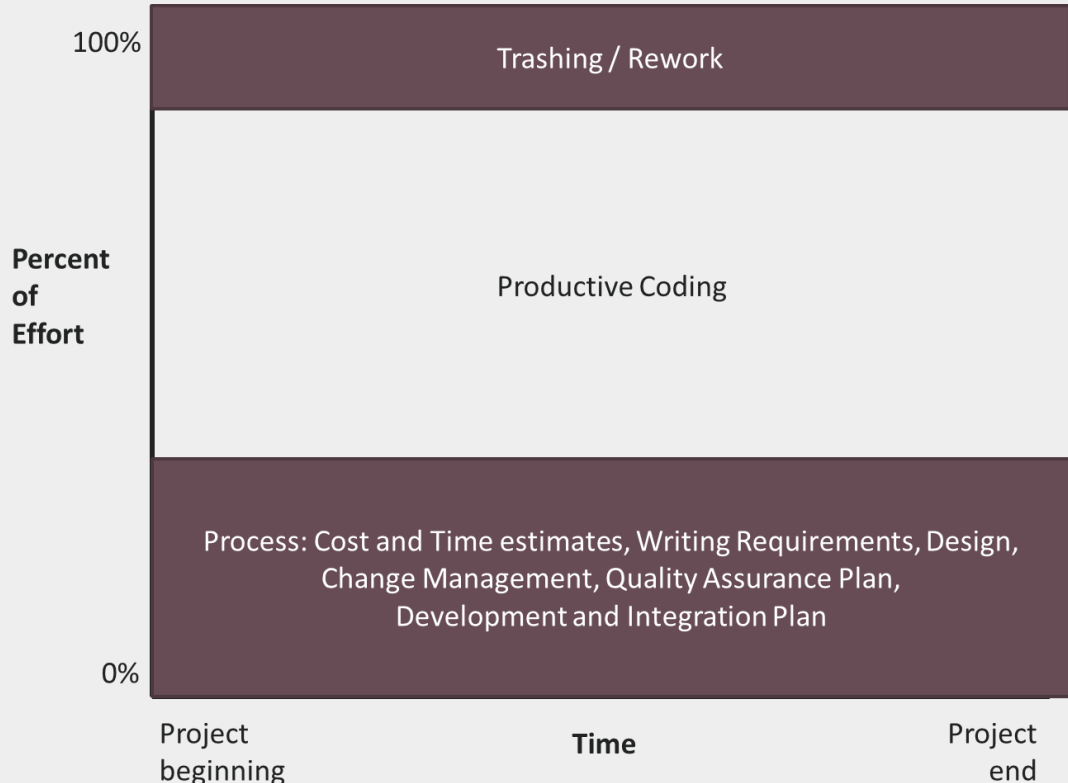 100%
Trashing / Rework
Percent
of
Effort
Productive Coding
Process: Cost and Time estimates, Writing Requirements, Design,
Change Management, Quality Assurance Plan,
Development and Integration Plan
0%
Project
beginning
Time
Project
end